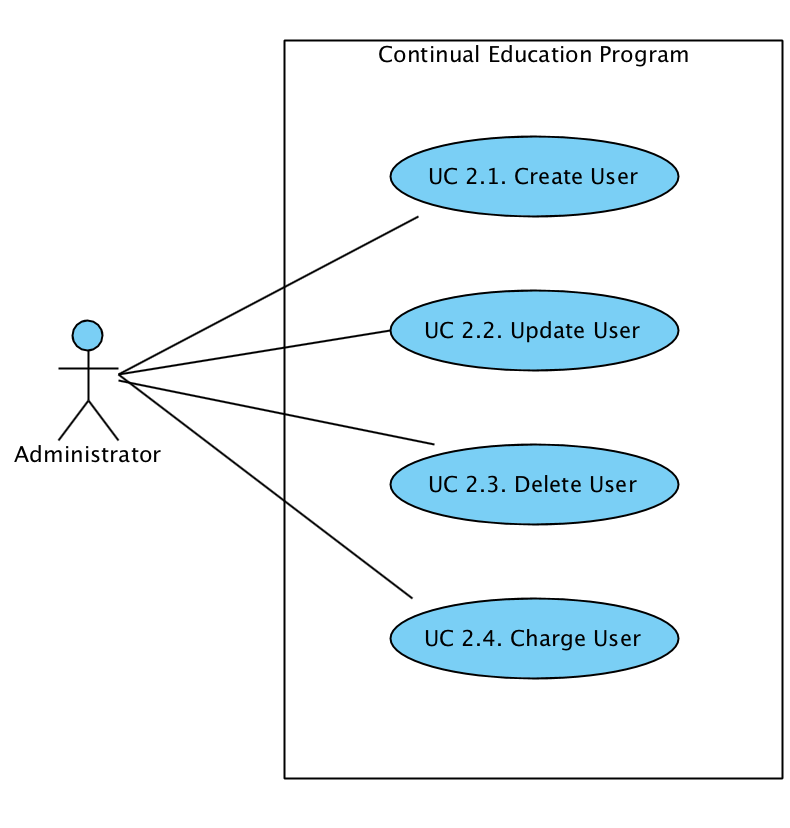 Continual Education Program
UC 2.1. Create User
UC 2.2. Update User
Administrator
UC 2.3. Delete User
UC 2.4. Charge User